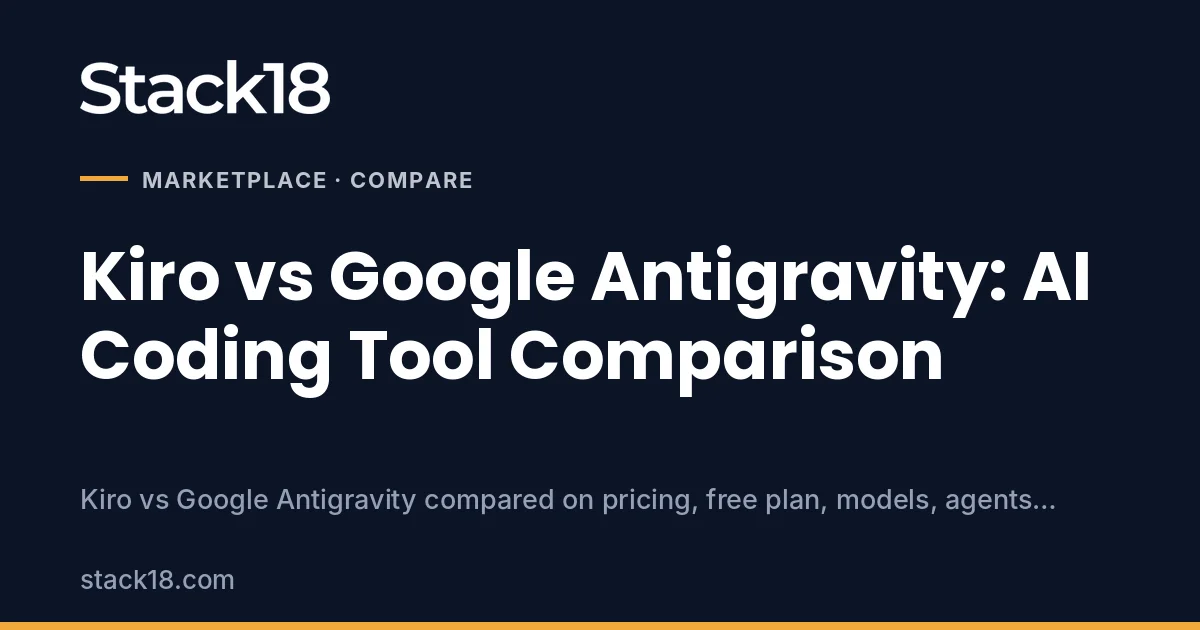 Stack18
MARKETPLACE · COMPARE
Kiro vs Google Antigravity: AI
Coding Tool Comparison
Kiro vs Google Antigravity compared on pricing, free plan, models, agents...
stack18.com